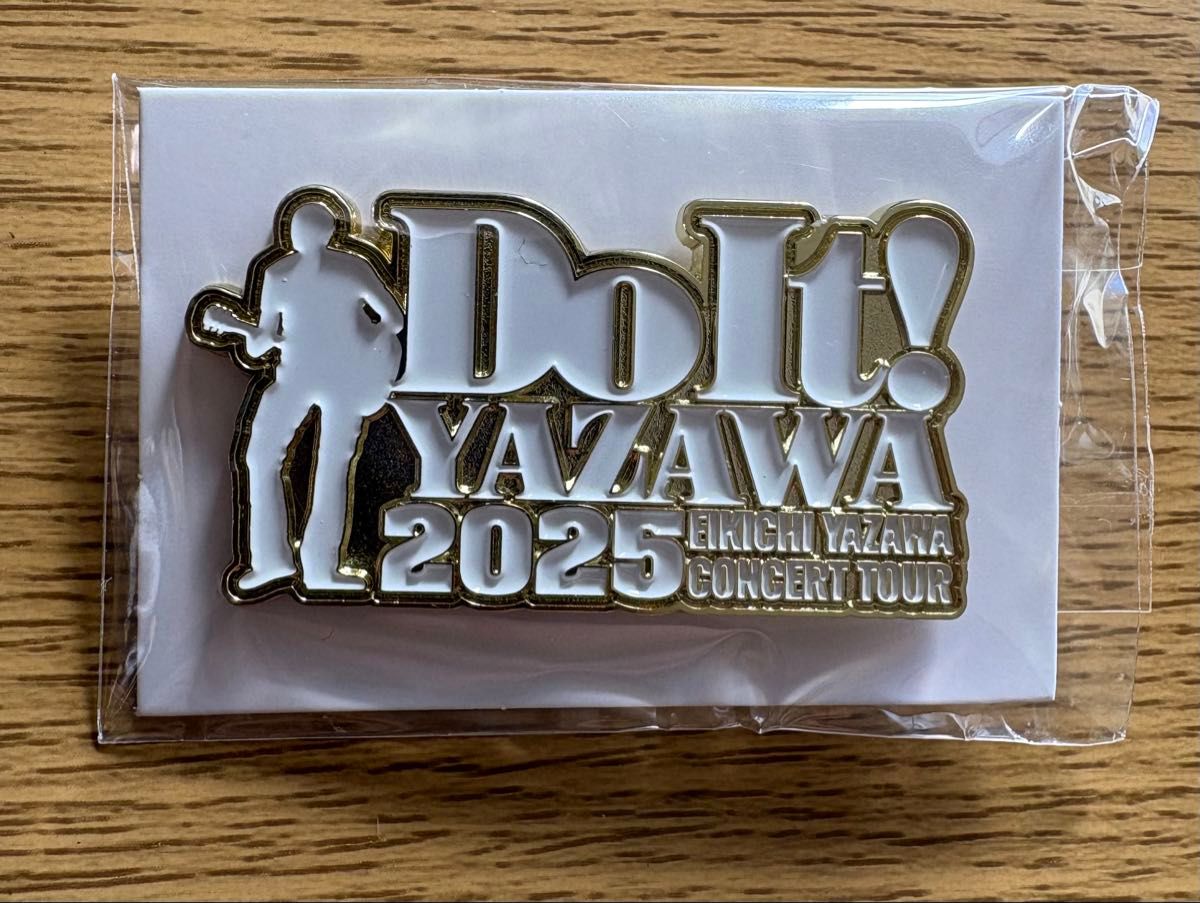 Do It!
YAZAWA
2025 EIKICHI YAZAWA
CONCERT TOUR